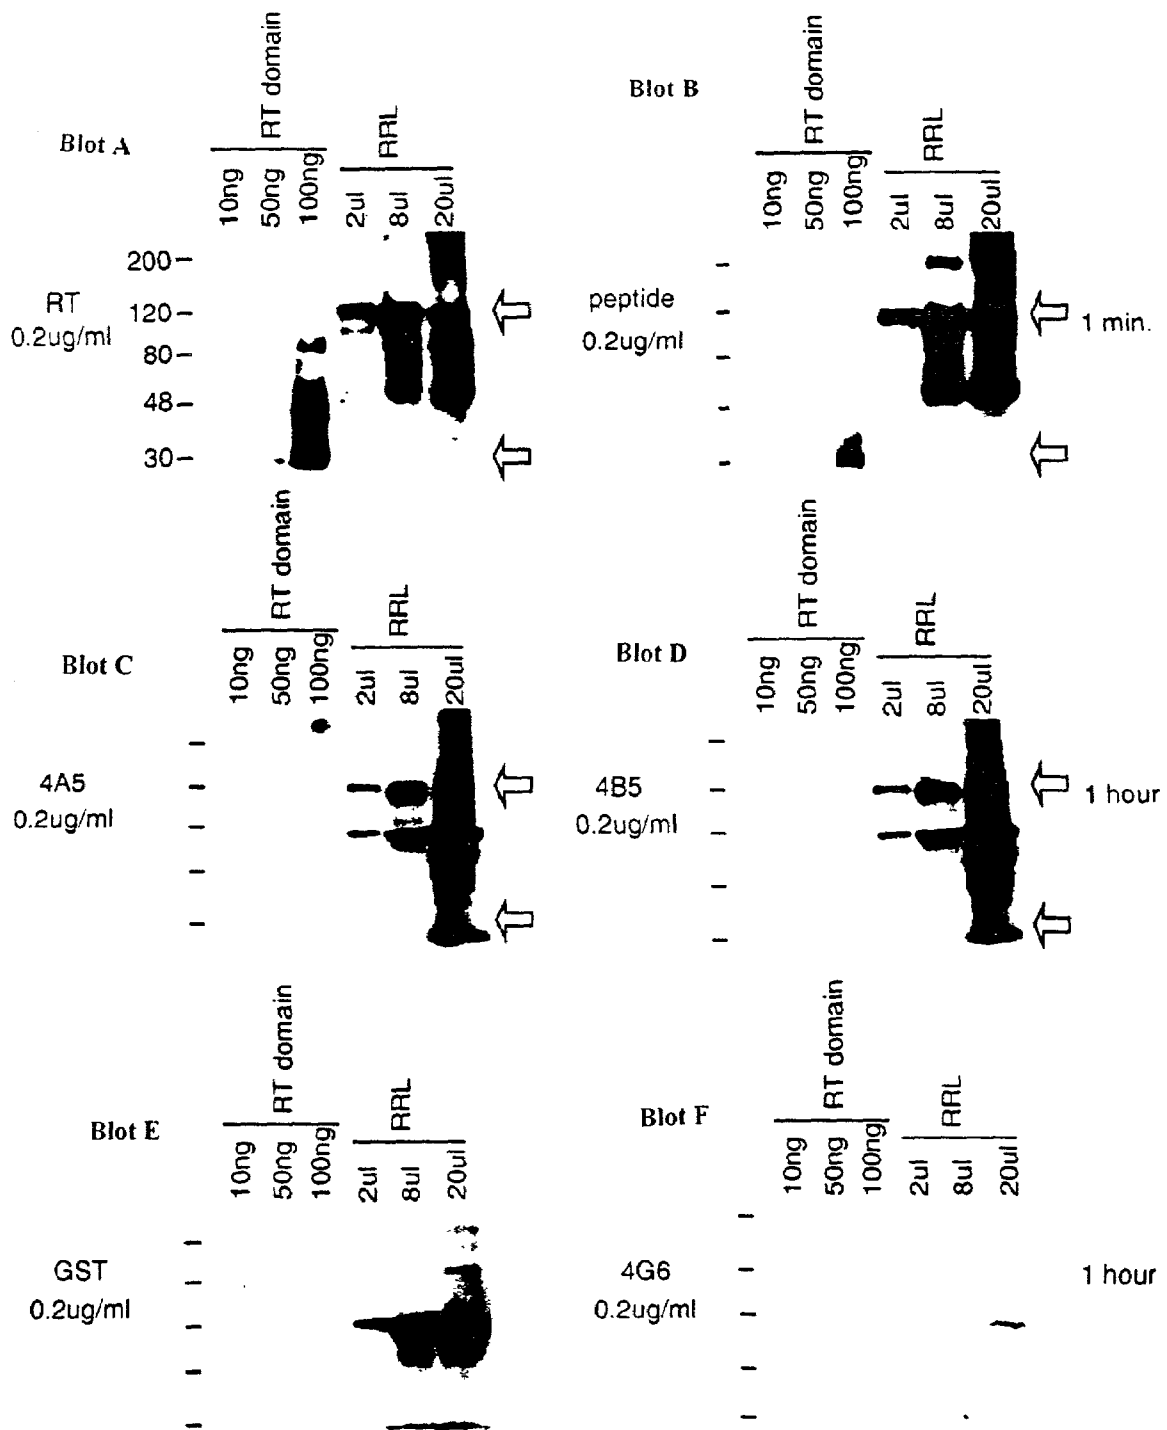 Blot A
RT domain
RRL
10ng
50ng
100ng
2ul
8ul
20ul
RT
0.2ug/ml
200
120
80
48
30
Blot B
RT domain
RRL
10ng
50ng
100ng
2ul
8ul
20ul
peptide
0.2ug/ml
1 min.
Blot C
RT domain
RRL
10ng
50ng
100ng
2ul
8ul
20ul
4A5
0.2ug/ml
Blot D
RT domain
RRL
10ng
50ng
100ng
2ul
8ul
20ul
4B5
0.2ug/ml
1 hour
Blot E
RT domain
RRL
10ng
50ng
100ng
2ul
8ul
20ul
GST
0.2ug/ml
Blot F
RT domain
RRL
10ng
50ng
100ng
2ul
8ul
20ul
4G6
0.2ug/ml
1 hour